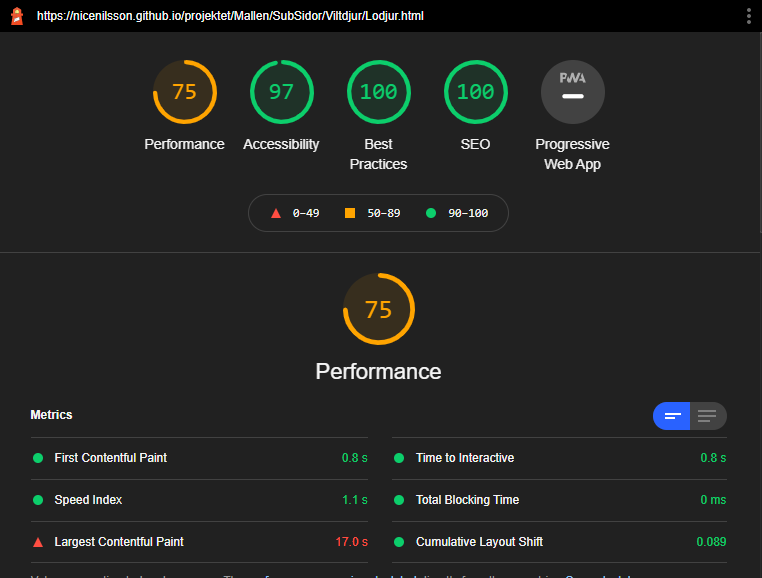 https://nicenilsson.github.io/projektet/Mallen/SubSidor/Viltdjur/Lodjur.html
75
97
100
100
PWA
Performance
Accessibility
Best
Practices
SEO
Progressive
Web App
0–49
50–89
90–100
75
Performance
Metrics
First Contentful Paint
0.8 s
Time to Interactive
0.8 s
Speed Index
1.1 s
Total Blocking Time
0 ms
Largest Contentful Paint
17.0 s
Cumulative Layout Shift
0.089